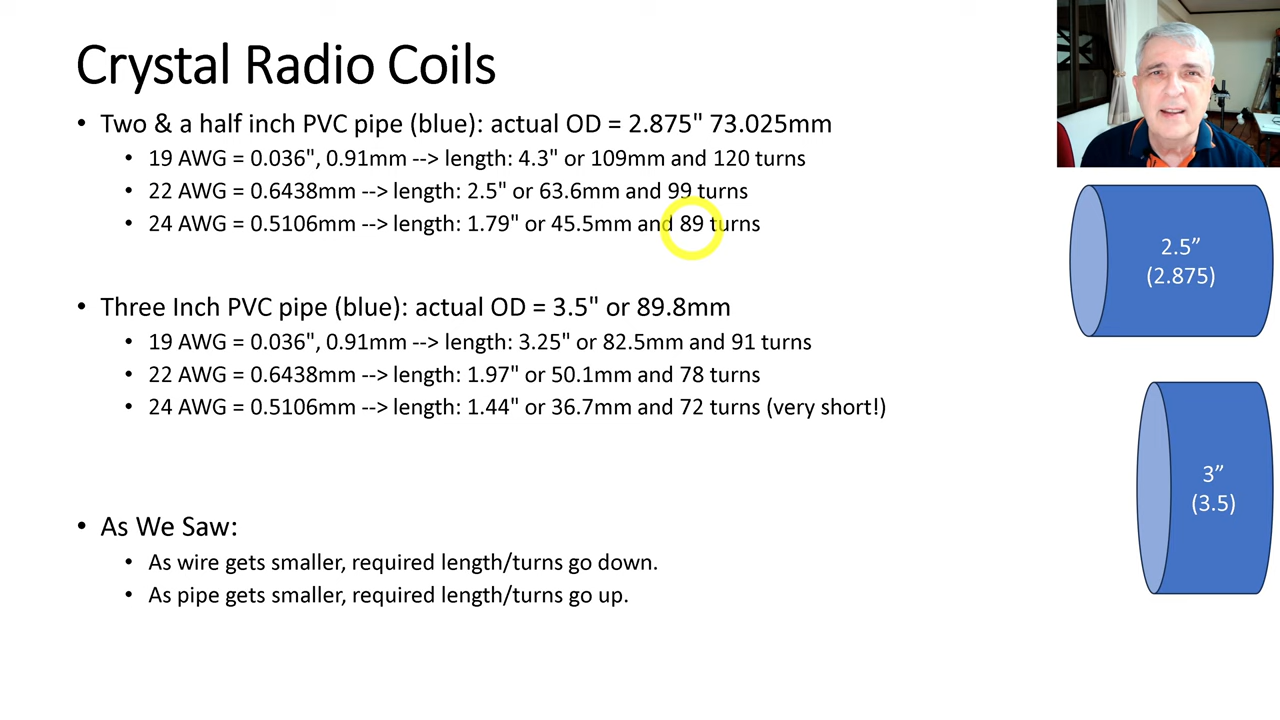 Crystal Radio Coils
• Two & a half inch PVC pipe (blue): actual OD = 2.875" 73.025mm
• 19 AWG = 0.036", 0.91mm --> length: 4.3" or 109mm and 120 turns
• 22 AWG = 0.6438mm --> length: 2.5" or 63.6mm and 99 turns
• 24 AWG = 0.5106mm --> length: 1.79" or 45.5mm and 89 turns
• Three Inch PVC pipe (blue): actual OD = 3.5" or 89.8mm
• 19 AWG = 0.036", 0.91mm --> length: 3.25" or 82.5mm and 91 turns
• 22 AWG = 0.6438mm --> length: 1.97" or 50.1mm and 78 turns
• 24 AWG = 0.5106mm --> length: 1.44" or 36.7mm and 72 turns (very short!)
• As We Saw:
• As wire gets smaller, required length/turns go down.
• As pipe gets smaller, required length/turns go up.
2.5”
(2.875)
3”
(3.5)